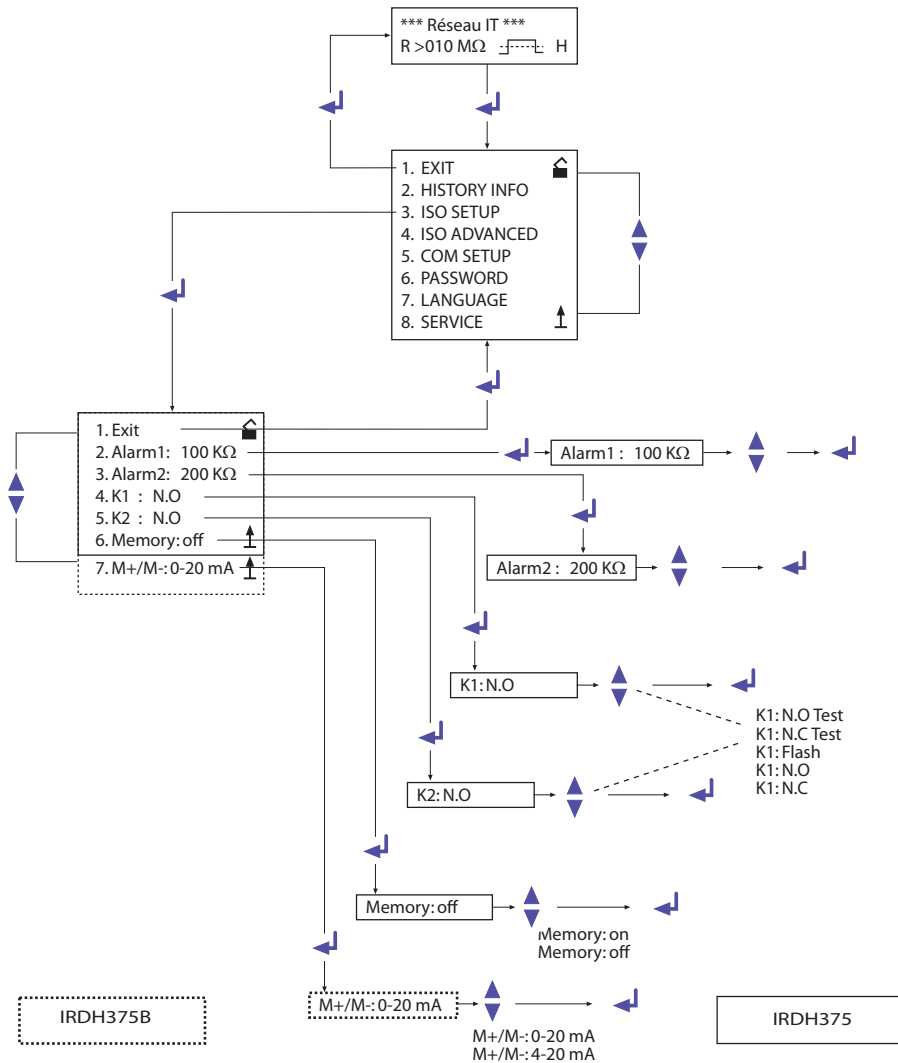 *** Réseau IT ***
R >010 MΩ H
1. EXIT
2. HISTORY INFO
3. ISO SETUP
4. ISO ADVANCED
5. COM SETUP
6. PASSWORD
7. LANGUAGE
8. SERVICE
1. Exit
2. Alarm1: 100 KΩ
3. Alarm2: 200 KΩ
4. K1 : N.O
5. K2 : N.O
6. Memory: off
7. M+/M-: 0-20 mA
Alarm1 : 100 KΩ
Alarm2 : 200 KΩ
K1: N.O
K1: N.O Test
K1: N.C Test
K1: Flash
K1: N.O
K1: N.C
K2: N.O
Memory: off
Memory: on
Memory: off
M+/M-: 0-20 mA
M+/M-: 0-20 mA
M+/M-: 4-20 mA
IRDH375B
IRDH375